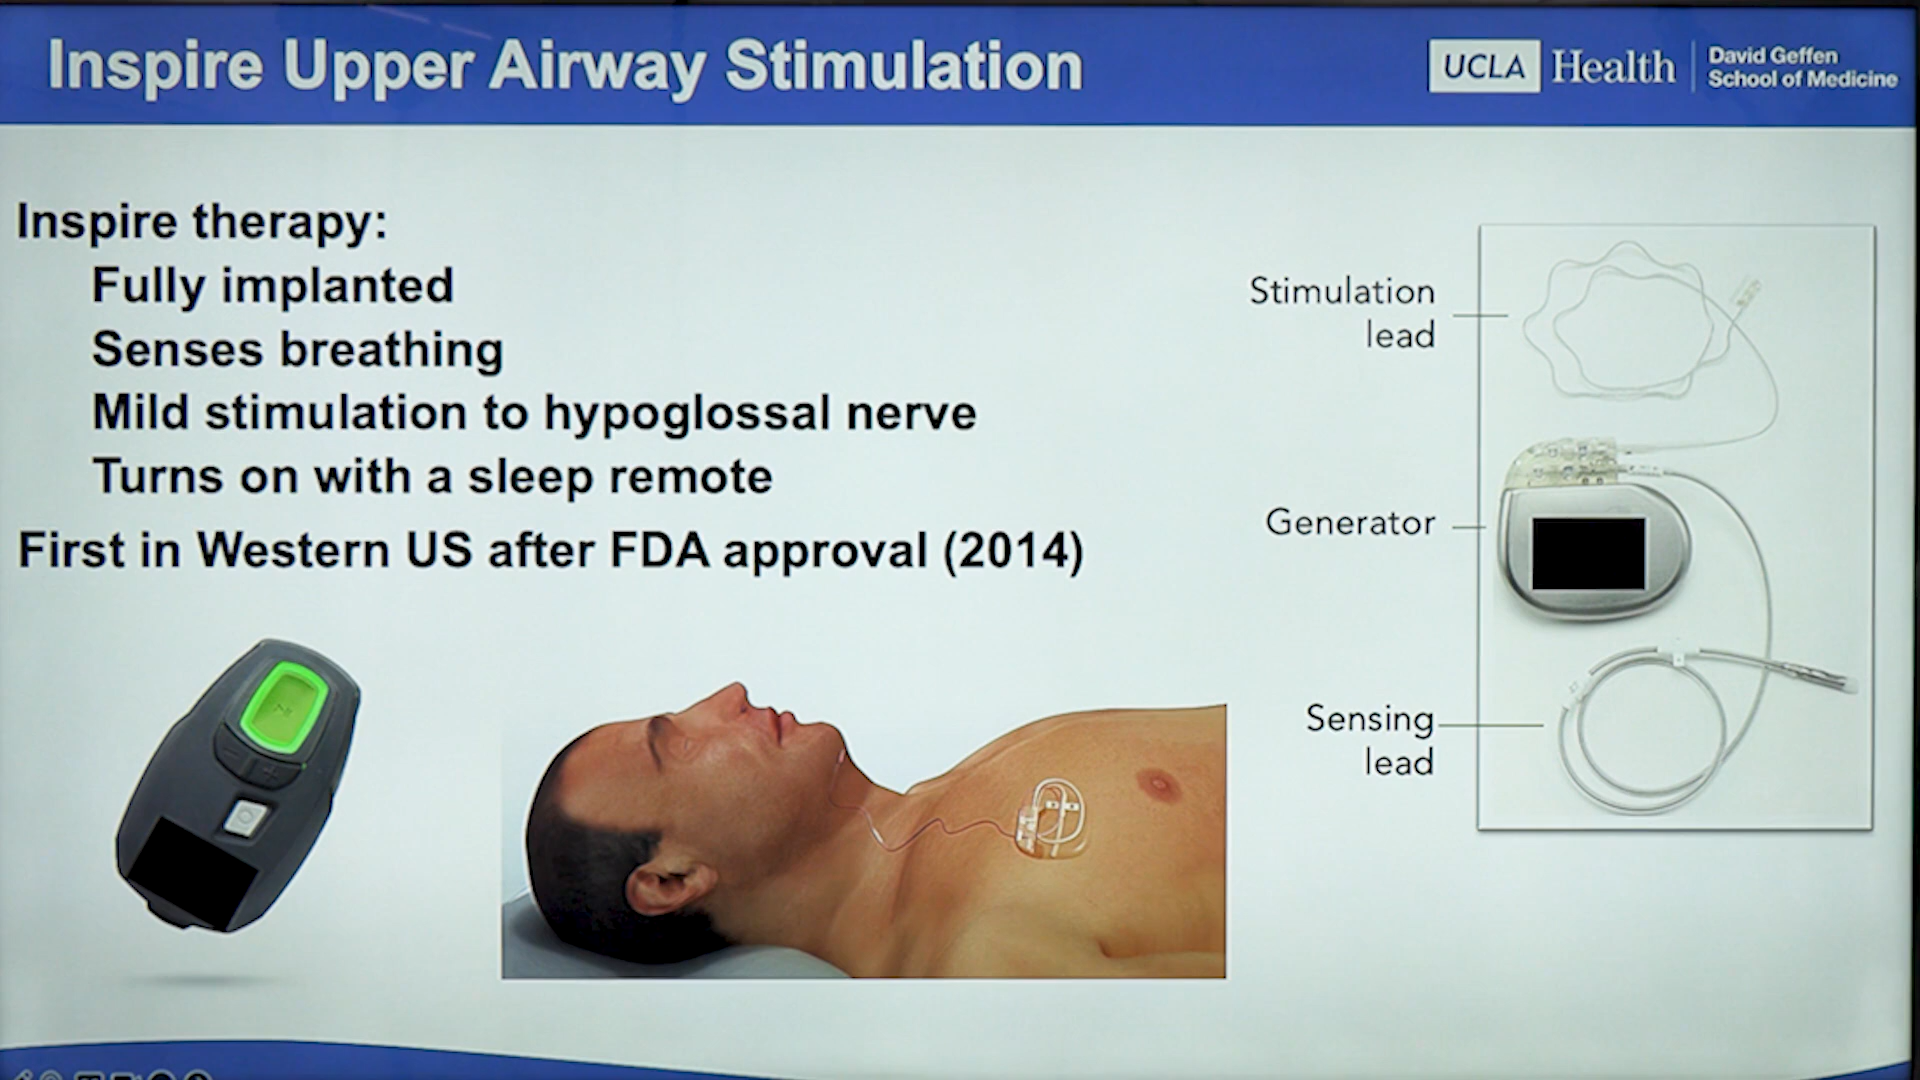 Inspire Upper Airway Stimulation
UCLA Health
David Geffen
School of Medicine
Inspire therapy:
Fully implanted
Senses breathing
Mild stimulation to hypoglossal nerve
Turns on with a sleep remote
First in Western US after FDA approval (2014)
Stimulation
lead
Generator
Sensing
lead